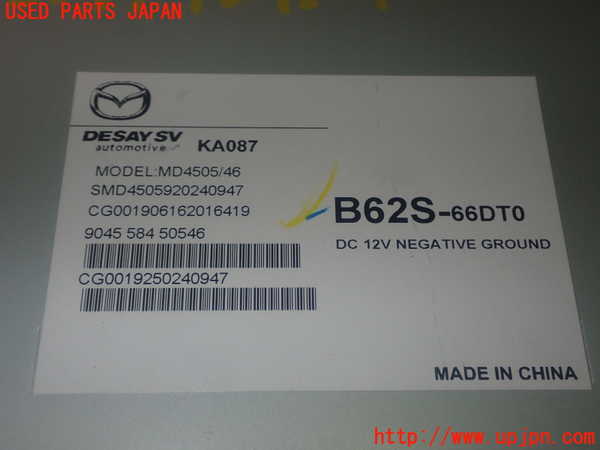 USED PARTS JAPAN
DESAY SV KA087
automotive
MODEL:MD4505/46
SMD4505920240947
CG001906162016419
9045 584 50546
B62S-66DT0
DC 12V NEGATIVE GROUND
CG0019250240947
MADE IN CHINA
http://www.upjpn.com/